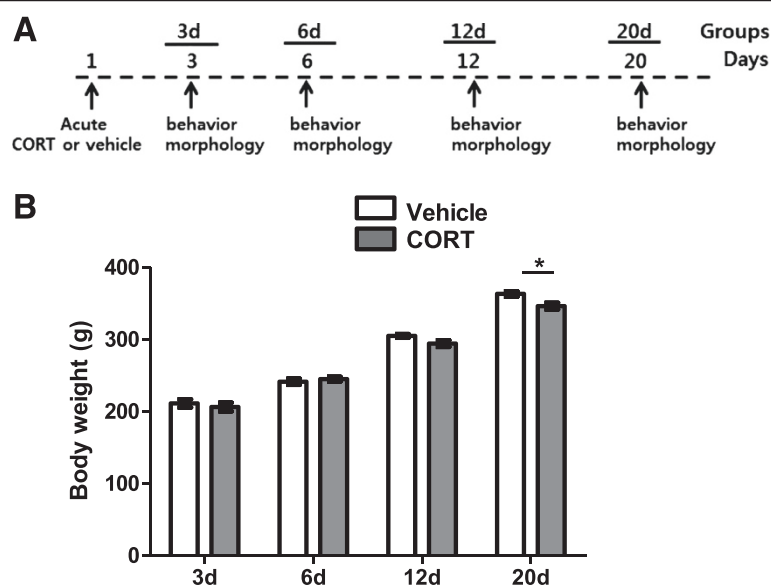 A
3d 6d 12d 20d Groups
1 3 6 12 20 Days
Acute behavior behavior behavior behavior
CORT or vehicle morphology morphology morphology morphology
B
Vehicle
CORT
*
400
300
200
100
0
Body weight (g)
3d 6d 12d 20d